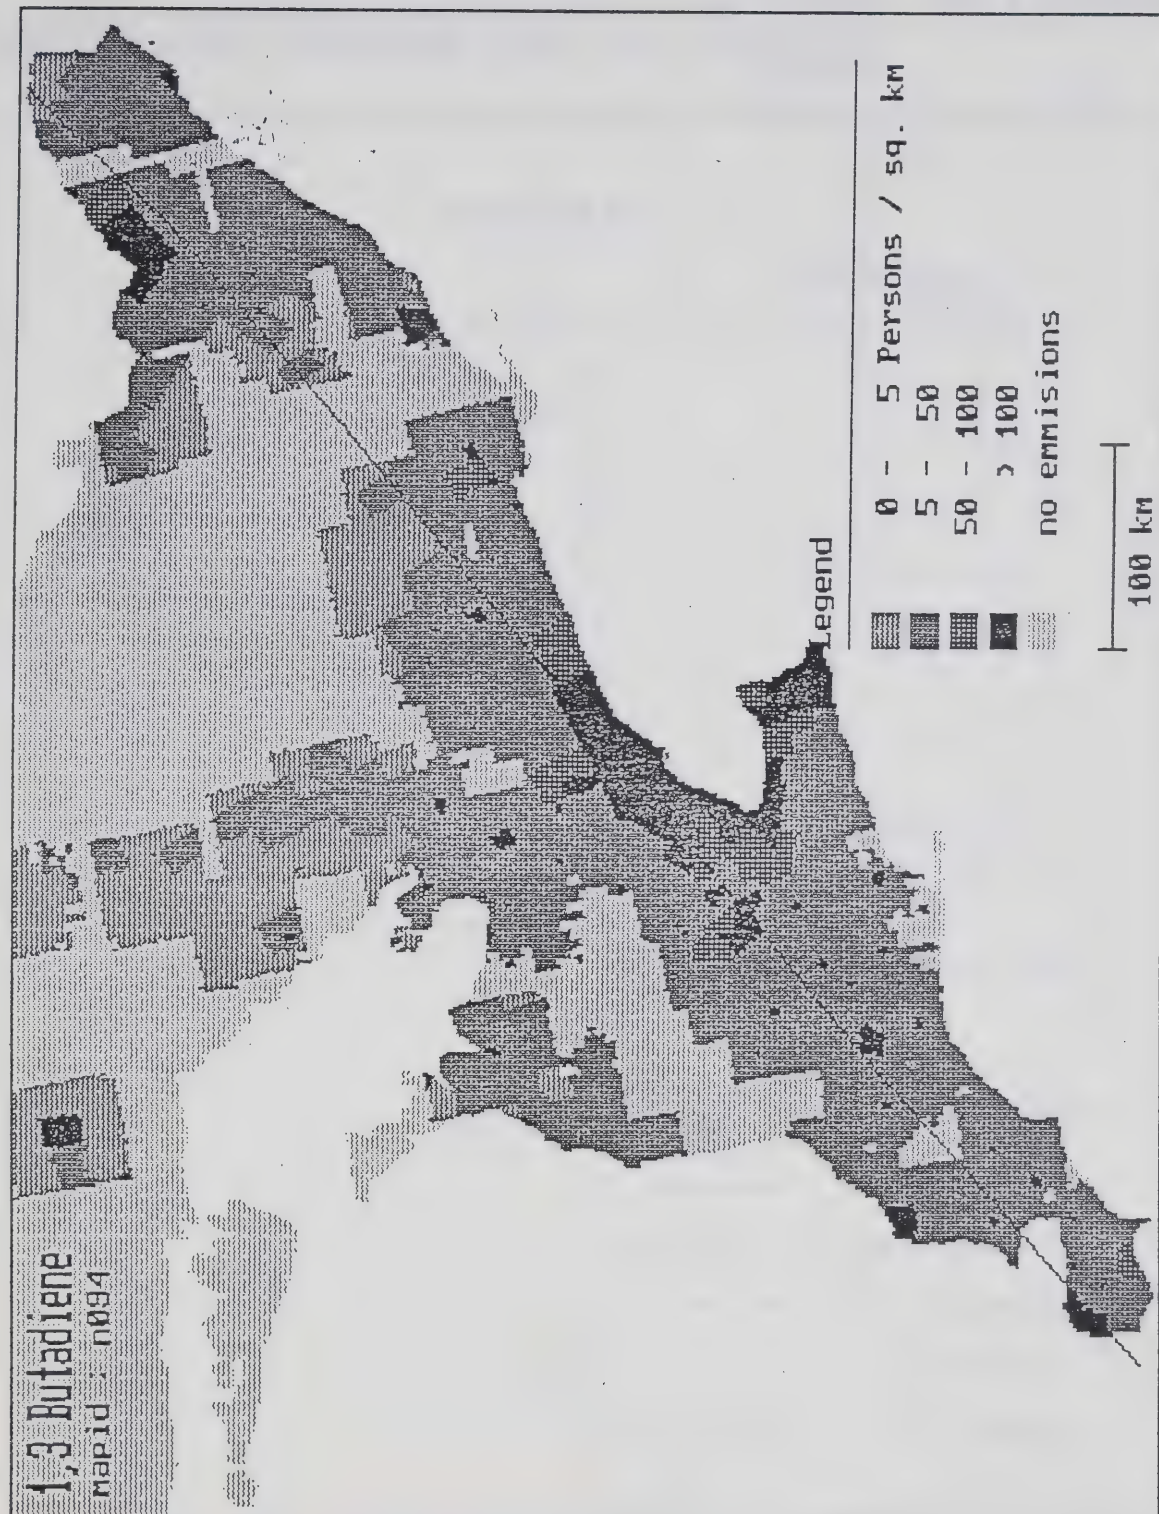 1,3 Butadiene
mapid : n094
Legend
0 - 5 Persons / sq. km
5 - 50
50 - 100
> 100
no emmisions
100 km